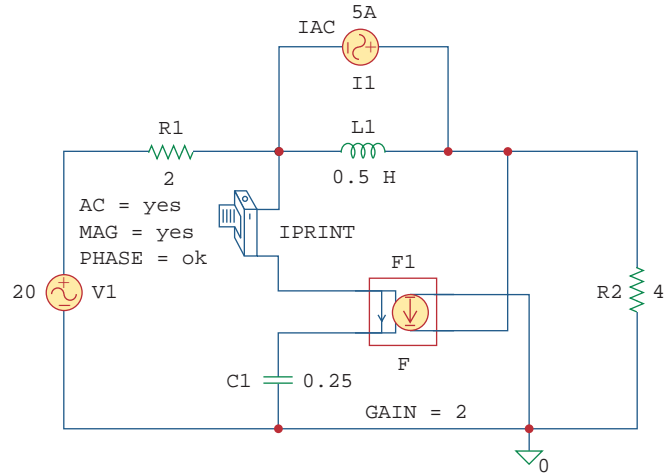 5A
IAC
I1
R1
L1
2
0.5 H
AC = yes
MAG = yes
PHASE = ok
IPRINT
F1
20
V1
R2
4
F
C1
0.25
GAIN = 2
0